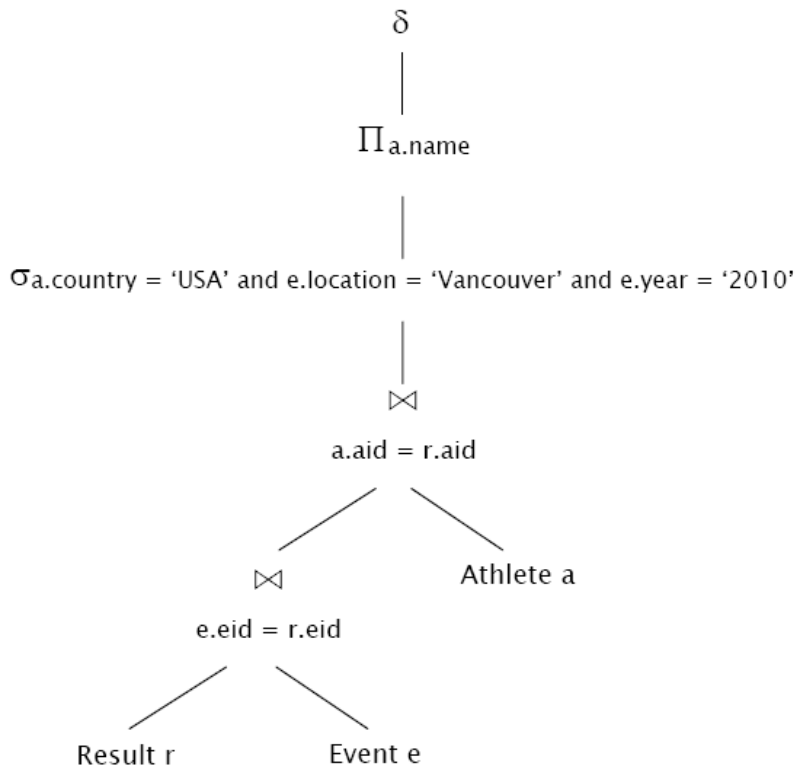 δ
Πa.name
σa.country = ‘USA’ and e.location = ‘Vancouver’ and e.year = ‘2010’
⋈
a.aid = r.aid
⋈
Athlete a
e.eid = r.eid
Result r
Event e